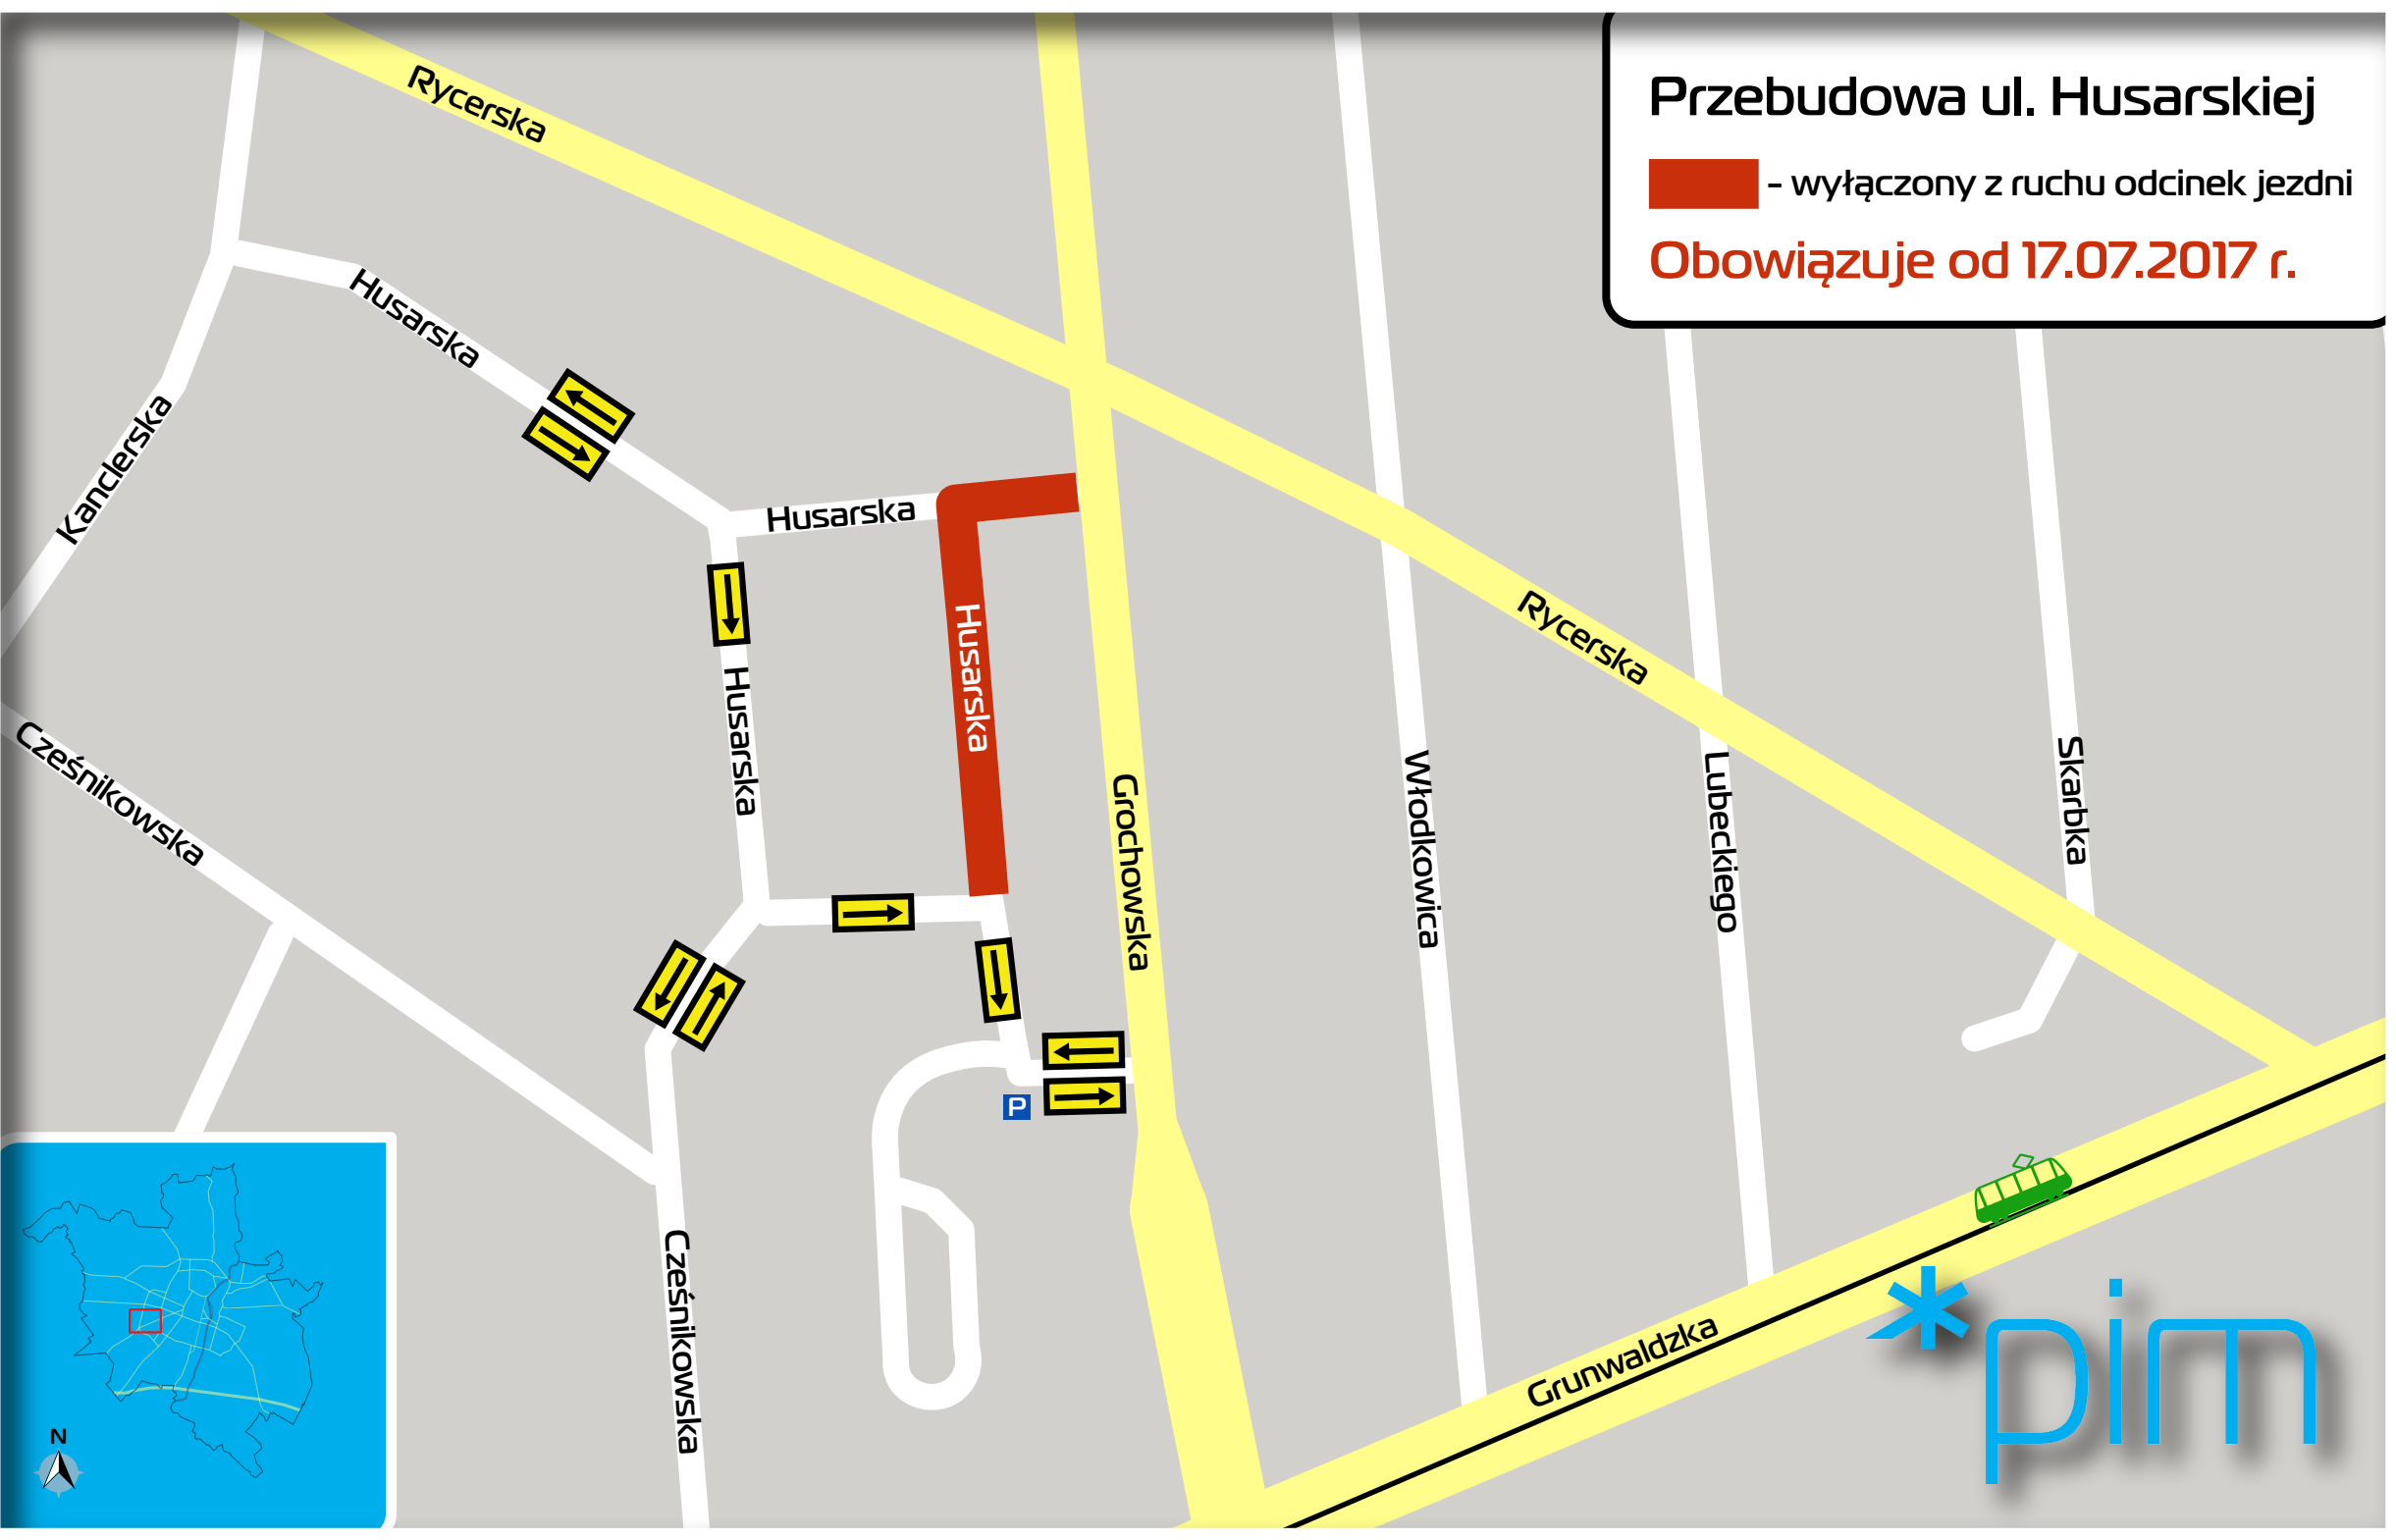 Przebudowa ul. Husarskiej
- wyłączony z ruchu odcinek jezdni
Obowiązuje od 17.07.2017 r.
Rycerska
Husarska
Kanclerska
Husarska
Husarska
Husarska
Rycerska
Cześnikowska
Grochowska
Włodkowica
Lubeckiego
Skarbka
P
Cześnikowska
Grunwaldzka
*pim
N